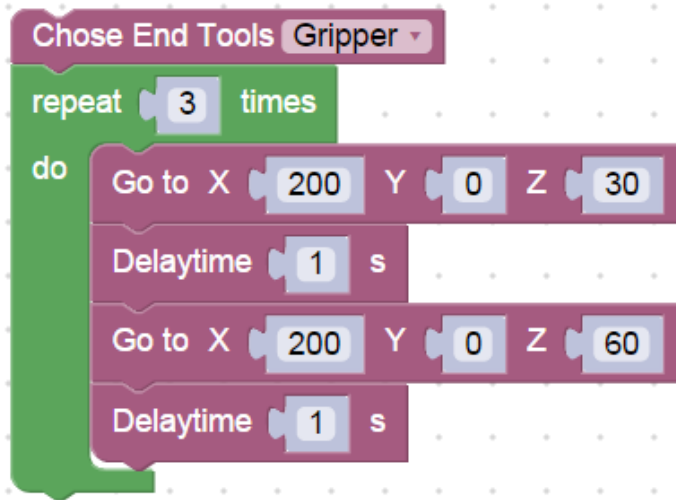 Chose End Tools Gripper
repeat 3 times
do
Go to X 200 Y 0 Z 30
Delaytime 1 s
Go to X 200 Y 0 Z 60
Delaytime 1 s